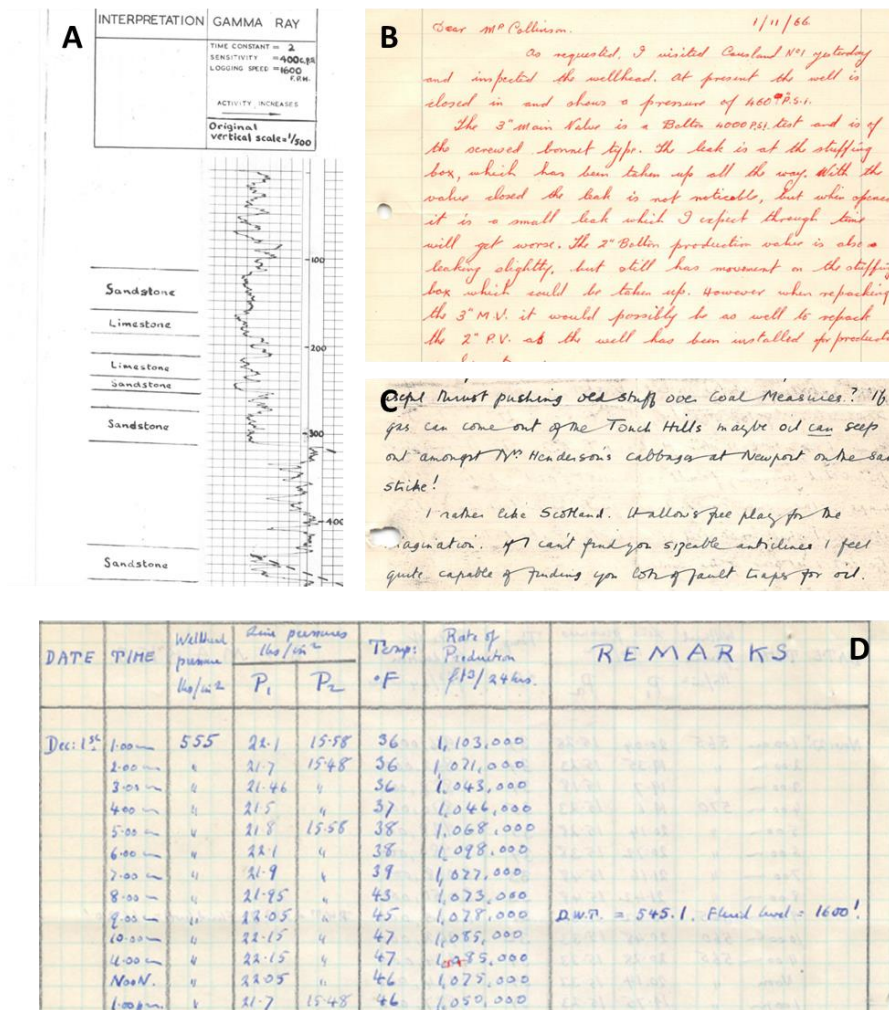 A
INTERPRETATION GAMMA RAY
TIME CONSTANT = 2
SENSITIVITY = 400 c.p.s.
LOGGING SPEED = 1600
F.P.H.
ACTIVITY INCREASES
Original
vertical scale = 1/500
100
Sandstone
Limestone
200
Limestone
Sandstone
Sandstone
300
400
Sandstone
B
Dear Mr Collinson. 1/11/66
As requested, I visited Cousland No1 yesterday
and inspected the wellhead. At present the well is
closed in and shows a pressure of 460 P.S.I.
The 3" main Valve is a Bolton 4000 P.S.I test and is of
the screwed bonnet type. The leak is at the stuffing
box, which has been taken up all the way. With the
valve closed the leak is not noticeable, but when opened
it is a small leak which I expect through time
will get worse. The 2" Bolton production valve is also
leaking slightly, but still has movement on the stuffing
box which could be taken up. However when repacking
the 3" M.V. it would possibly be as well to repack
the 2" P.V. as the well has been installed for
C
thrust pushing old stuff over Coal Measures? If
gas can come out of the Touch Hills maybe oil can seep
out amongst Mrs Henderson's cabbages at Newport on the
strike!
I rather like Scotland. It allows free play for the
imagination. If I can't find you sizeable anticlines I feel
quite capable of finding you lots of fault traps for oil.
D
DATE TIME Wellhead pressure lbs/in2 Line pressures lbs/in2 P1 P2 Temp: °F Rate of Production ft3/24hrs. REMARKS
Dec: 1st 1.00am 555 22.1 15.58 36 1,103,000
2.00 " 21.7 15.48 36 1,071,000
3.00 " 21.46 " 36 1,043,000
4.00 " 21.5 " 37 1,046,000
5.00 " 21.8 15.58 38 1,068,000
6.00 " 22.1 " 38 1,098,000
7.00 " 21.9 " 39 1,077,000
8.00 " 21.95 " 43 1,073,000
9.00 " 22.05 " 45 1,078,000 D.W.T. = 545.1. Fluid level = 1600'.
10.00 " 22.15 " 47 1,085,000
11.00 " 22.15 " 47 1,085,000
NOON. " 22.05 " 46 1,075,000
1.00pm. " 21.7 15.48 46 1,050,000